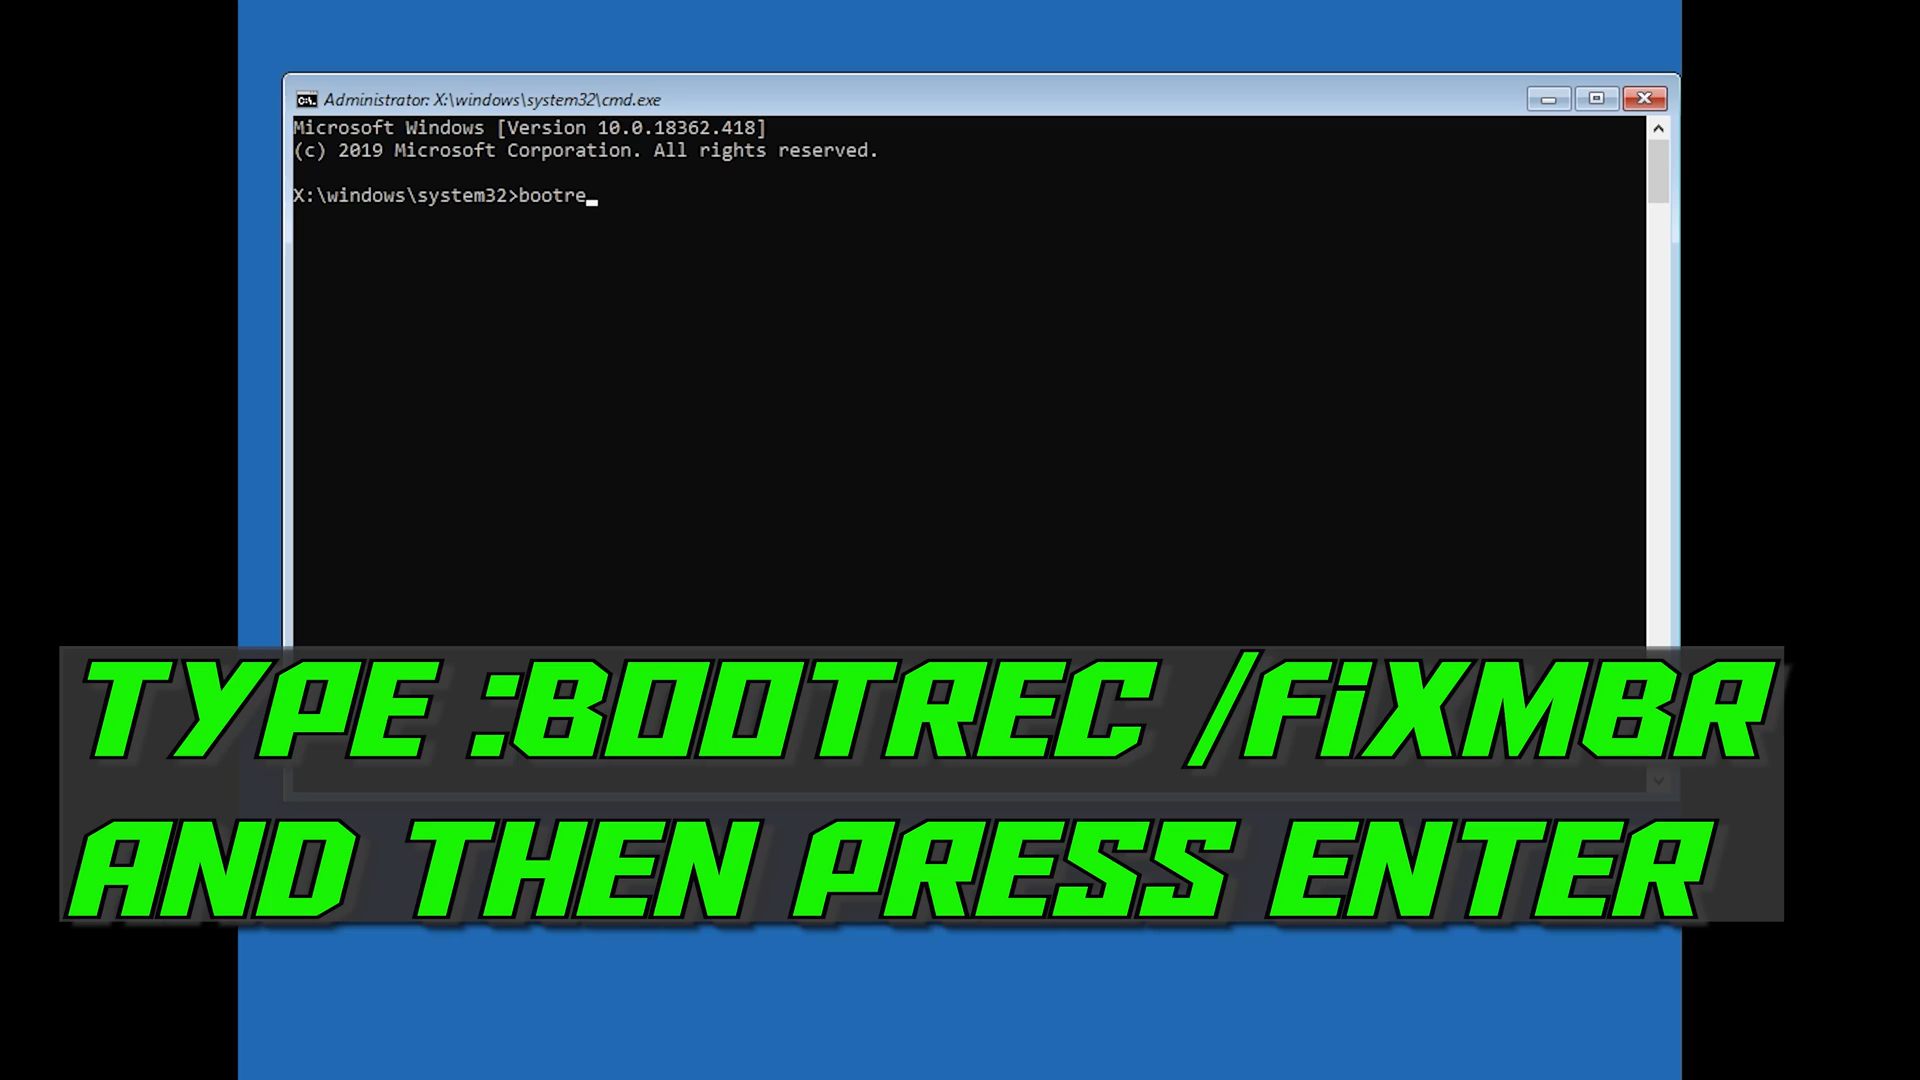 Administrator: X:\windows\system32\cmd.exe
Microsoft Windows [Version 10.0.18362.418]
(c) 2019 Microsoft Corporation. All rights reserved.
X:\windows\system32>bootre_
TYPE :BOOTREC /FiXMBR
AND THEN PRESS ENTER